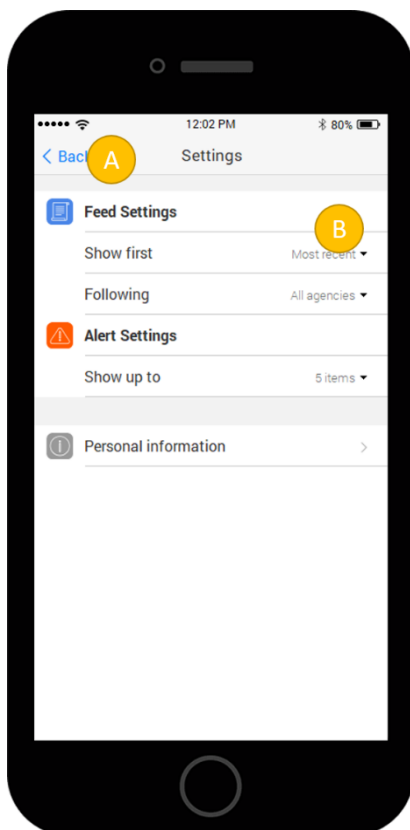 12:02 PM 80%
< Bac A Settings
Feed Settings
B
Show first Most recent
Following All agencies
Alert Settings
Show up to 5 items
Personal information >